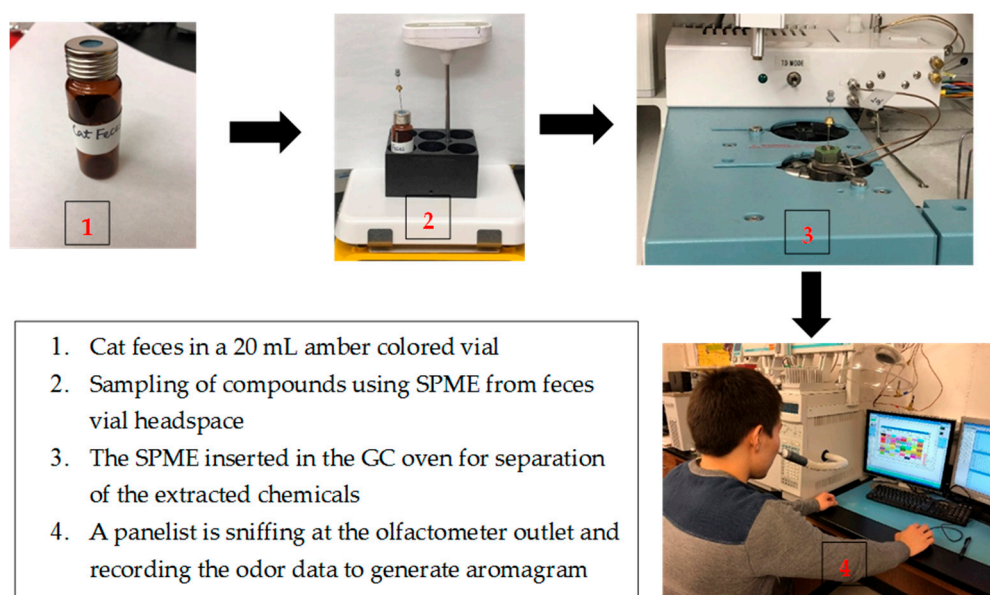 Cat Feces
1
2
TD MODE
3
1. Cat feces in a 20 mL amber colored vial
2. Sampling of compounds using SPME from feces
vial headspace
3. The SPME inserted in the GC oven for separation
of the extracted chemicals
4. A panelist is sniffing at the olfactometer outlet and
recording the odor data to generate aromagram
4